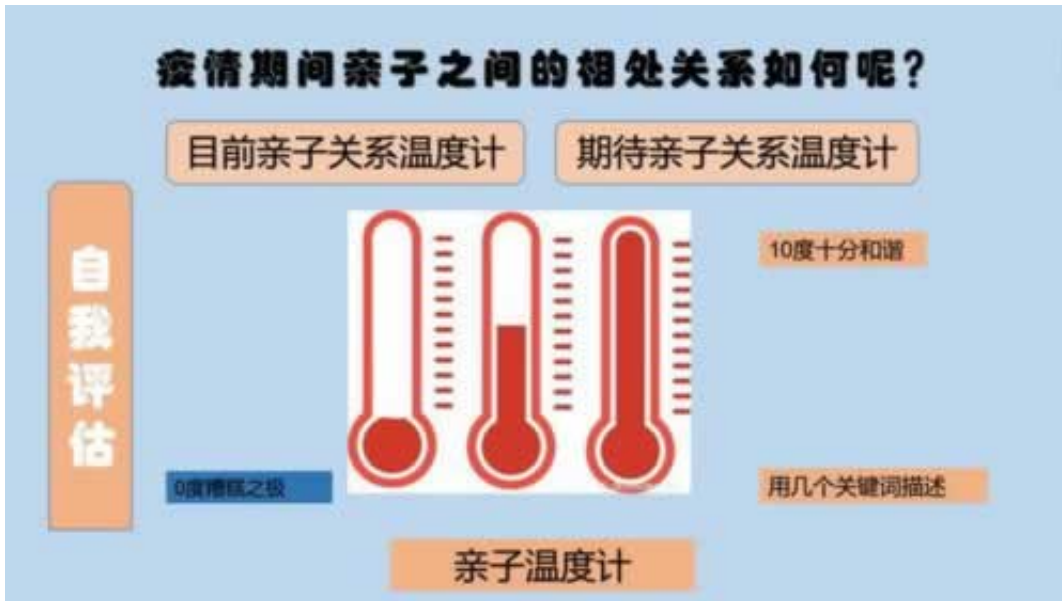 疫情期间亲子之间的相处关系如何呢?
目前亲子关系温度计
期待亲子关系温度计
自我评估
10度十分和谐
0度糟糕之极
用几个关键词描述
亲子温度计